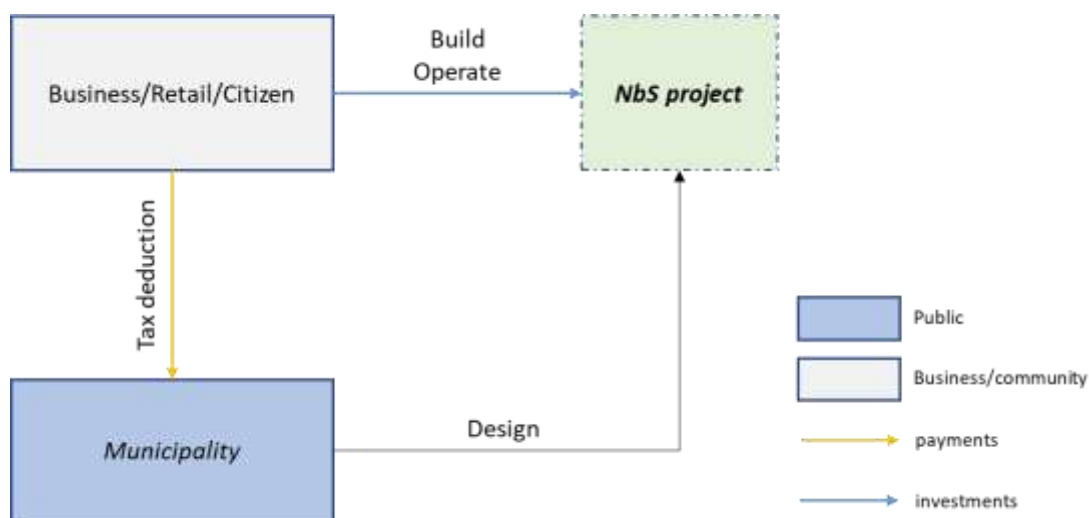 Build
Operate
Business/Retail/Citizen
NbS project
Tax deduction
Municipality
Design
Public
Business/community
payments
investments